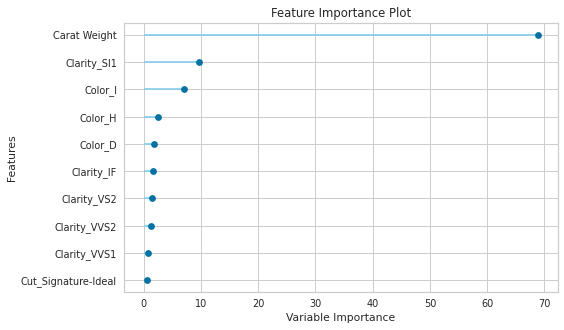 Feature Importance Plot
Features
Carat Weight
Clarity_SI1
Color_I
Color_H
Color_D
Clarity_IF
Clarity_VS2
Clarity_VVS2
Clarity_VVS1
Cut_Signature-Ideal
0 10 20 30 40 50 60 70
Variable Importance